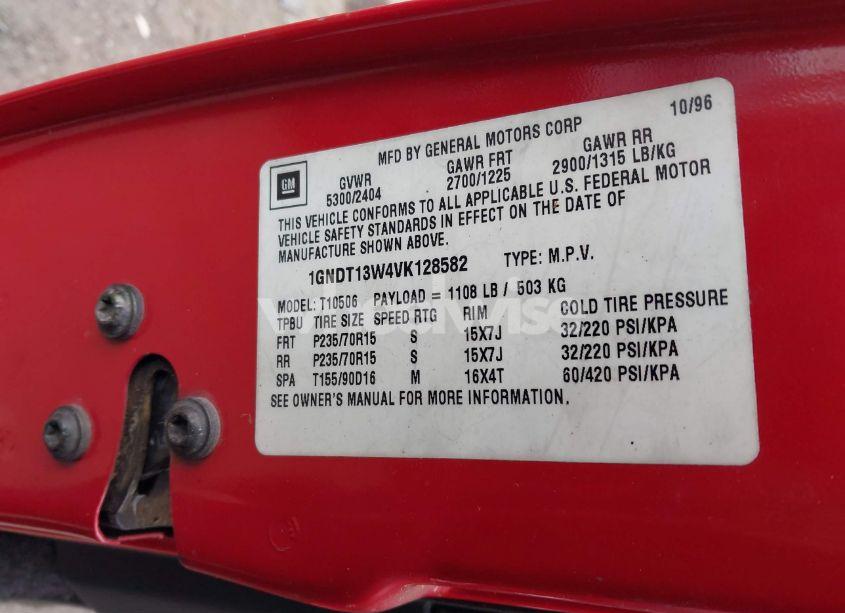 10/96
MFD BY GENERAL MOTORS CORP
GM
GVWR GAWR FRT GAWR RR
5300/2404 2700/1225 2900/1315 LB/KG
THIS VEHICLE CONFORMS TO ALL APPLICABLE U.S. FEDERAL MOTOR
VEHICLE SAFETY STANDARDS IN EFFECT ON THE DATE OF
MANUFACTURE SHOWN ABOVE.
1GNDT13W4VK128582 TYPE: M.P.V.
MODEL: T10506 PAYLOAD = 1108 LB / 503 KG
TPBU TIRE SIZE SPEED RTG RIM COLD TIRE PRESSURE
FRT P235/70R15 S 15X7J 32/220 PSI/KPA
RR P235/70R15 S 15X7J 32/220 PSI/KPA
SPA T155/90D16 M 16X4T 60/420 PSI/KPA
SEE OWNER'S MANUAL FOR MORE INFORMATION.